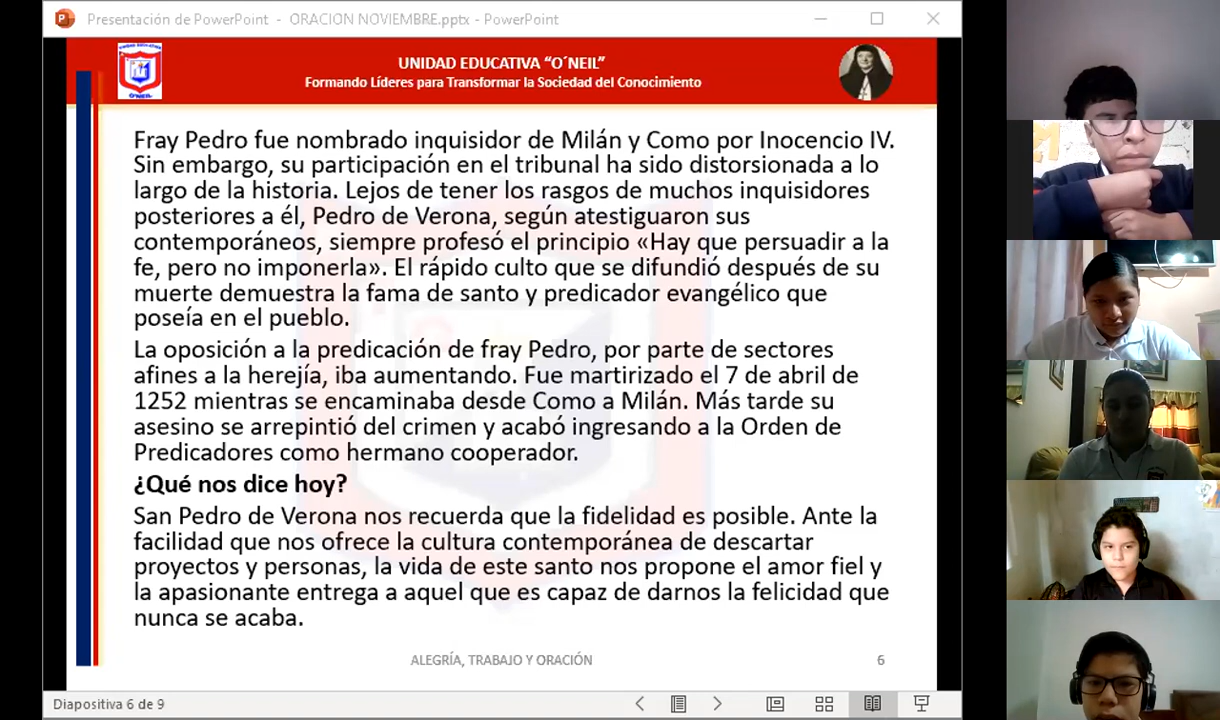 Presentación de PowerPoint - ORACION NOVIEMBRE.pptx - PowerPoint
UNIDAD EDUCATIVA “O´NEIL”
Formando Líderes para Transformar la Sociedad del Conocimiento
O'NEIL
Fray Pedro fue nombrado inquisidor de Milán y Como por Inocencio IV.
Sin embargo, su participación en el tribunal ha sido distorsionada a lo
largo de la historia. Lejos de tener los rasgos de muchos inquisidores
posteriores a él, Pedro de Verona, según atestiguaron sus
contemporáneos, siempre profesó el principio «Hay que persuadir a la
fe, pero no imponerla». El rápido culto que se difundió después de su
muerte demuestra la fama de santo y predicador evangélico que
poseía en el pueblo.
La oposición a la predicación de fray Pedro, por parte de sectores
afines a la herejía, iba aumentando. Fue martirizado el 7 de abril de
1252 mientras se encaminaba desde Como a Milán. Más tarde su
asesino se arrepintió del crimen y acabó ingresando a la Orden de
Predicadores como hermano cooperador.
¿Qué nos dice hoy?
San Pedro de Verona nos recuerda que la fidelidad es posible. Ante la
facilidad que nos ofrece la cultura contemporánea de descartar
proyectos y personas, la vida de este santo nos propone el amor fiel y
la apasionante entrega a aquel que es capaz de darnos la felicidad que
nunca se acaba.
ALEGRÍA, TRABAJO Y ORACIÓN
6
Diapositiva 6 de 9